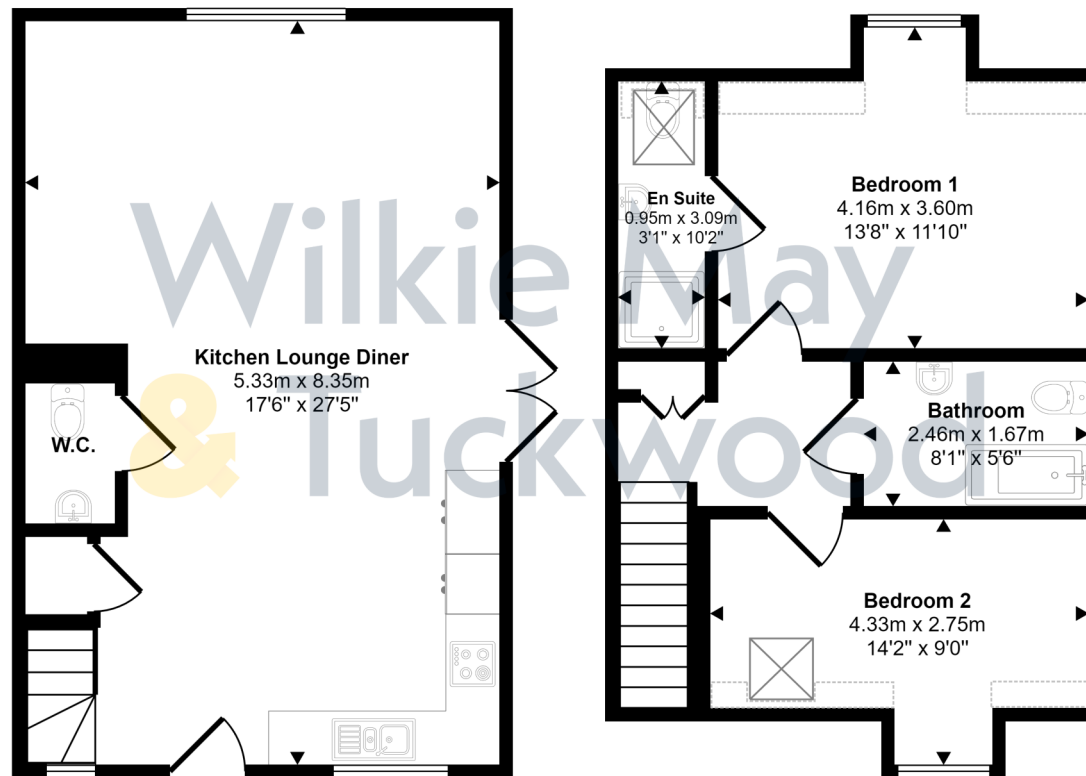 Wilkie May
& Tuckwood
Kitchen Lounge Diner
5.33m x 8.35m
17'6" x 27'5"
W.C.
En Suite
0.95m x 3.09m
3'1" x 10'2"
Bedroom 1
4.16m x 3.60m
13'8" x 11'10"
Bathroom
2.46m x 1.67m
8'1" x 5'6"
Bedroom 2
4.33m x 2.75m
14'2" x 9'0"